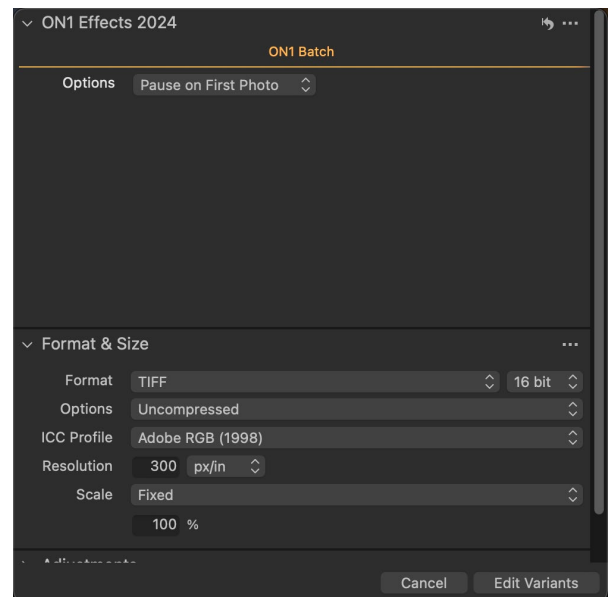 ON1 Effects 2024
ON1 Batch
Options Pause on First Photo
Format & Size
Format TIFF 16 bit
Options Uncompressed
ICC Profile Adobe RGB (1998)
Resolution 300 px/in
Scale Fixed
100 %
Adjustments
Cancel Edit Variants